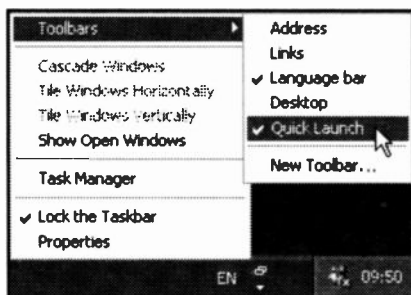 Toolbars
Cascade Windows
Tile Windows Horizontally
Tile Windows Vertically
Show Open Windows
Task Manager
Lock the Taskbar
Properties
Address
Links
Language bar
Desktop
Quick Launch
New Toolbar...
EN
09:50